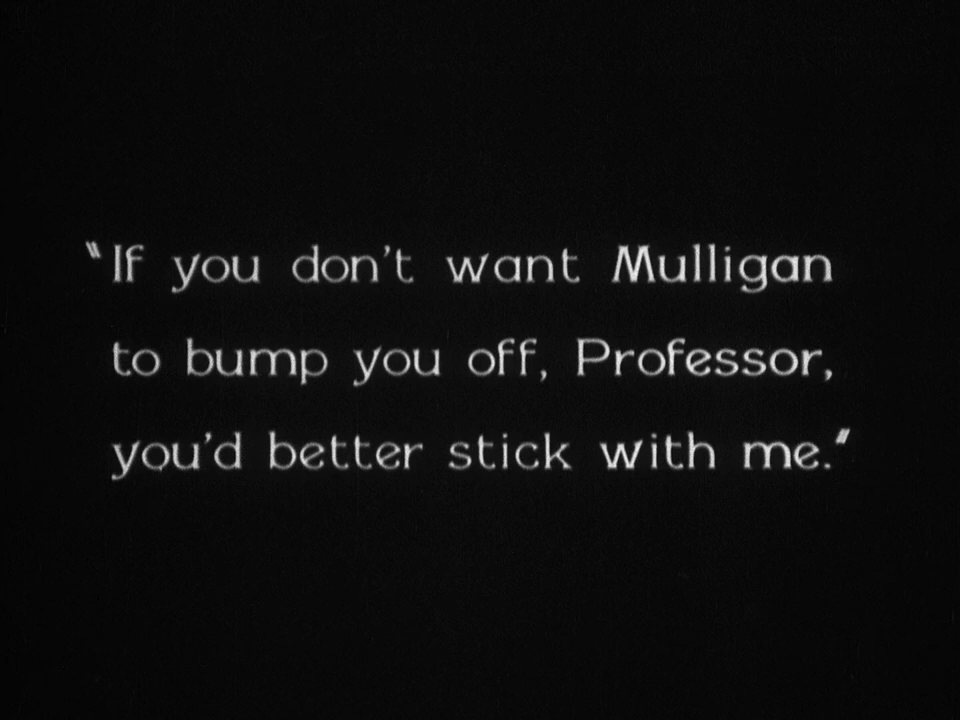 "If you don't want Mulligan
to bump you off, Professor,
you'd better stick with me."